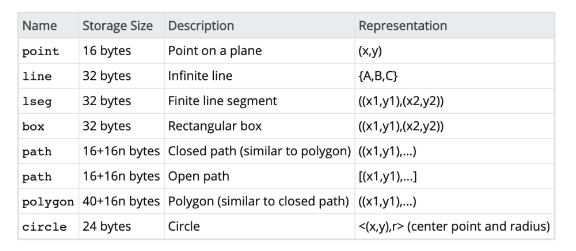 Name Storage Size Description Representation
point 16 bytes Point on a plane (x,y)
line 32 bytes Infinite line {A,B,C}
lseg 32 bytes Finite line segment ((x1,y1),(x2,y2))
box 32 bytes Rectangular box ((x1,y1),(x2,y2))
path 16+16n bytes Closed path (similar to polygon) ((x1,y1),...)
path 16+16n bytes Open path [(x1,y1),...]
polygon 40+16n bytes Polygon (similar to closed path) ((x1,y1),...)
circle 24 bytes Circle <(x,y),r> (center point and radius)